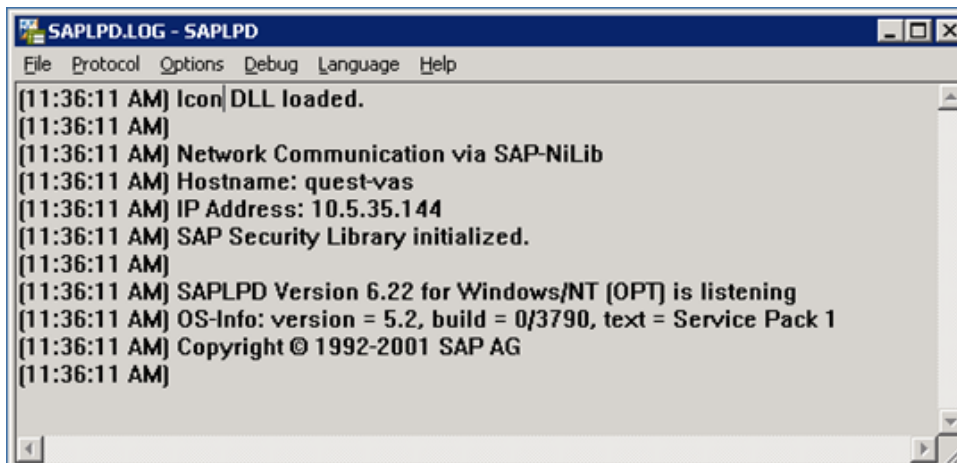 SAPLPD.LOG - SAPLPD
File Protocol Options Debug Language Help
(11:36:11 AM) Icon DLL loaded.
(11:36:11 AM)
(11:36:11 AM) Network Communication via SAP-NiLib
(11:36:11 AM) Hostname: quest-vas
(11:36:11 AM) IP Address: 10.5.35.144
(11:36:11 AM) SAP Security Library initialized.
(11:36:11 AM)
(11:36:11 AM) SAPLPD Version 6.22 for Windows/NT (OPT) is listening
(11:36:11 AM) OS-Info: version = 5.2, build = 0/3790, text = Service Pack 1
(11:36:11 AM) Copyright © 1992-2001 SAP AG
(11:36:11 AM)